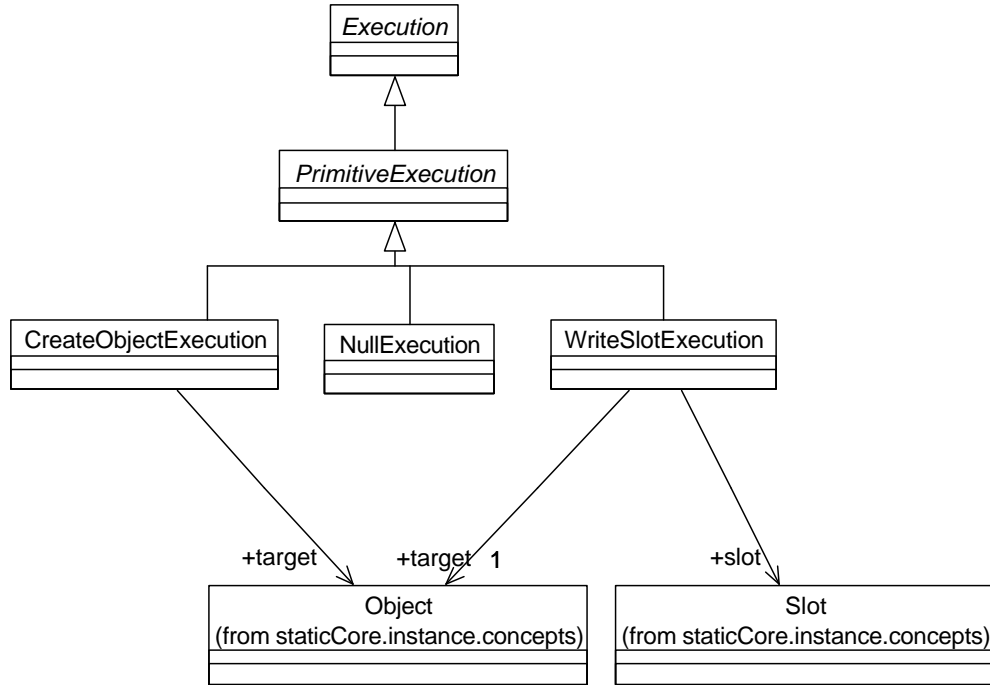 Execution
PrimitiveExecution
CreateObjectExecution
NullExecution
WriteSlotExecution
+target
+target 1
+slot
Object
(from staticCore.instance.concepts)
Slot
(from staticCore.instance.concepts)